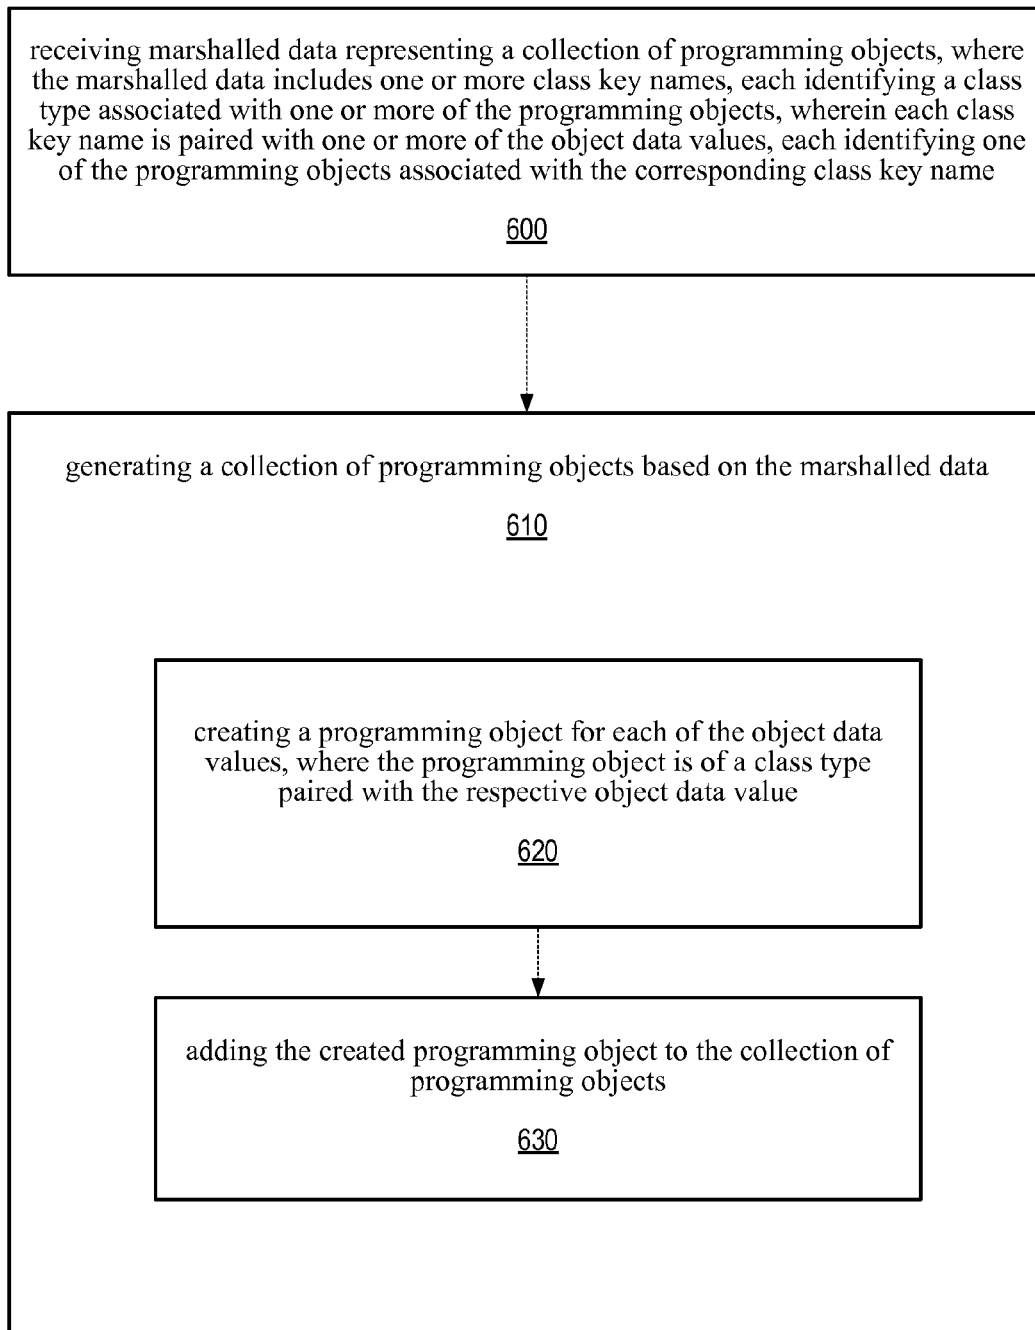 receiving marshalled data representing a collection of programming objects, where
the marshalled data includes one or more class key names, each identifying a class
type associated with one or more of the programming objects, wherein each class
key name is paired with one or more of the object data values, each identifying one
of the programming objects associated with the corresponding class key name
600
generating a collection of programming objects based on the marshalled data
610
creating a programming object for each of the object data
values, where the programming object is of a class type
paired with the respective object data value
620
adding the created programming object to the collection of
programming objects
630